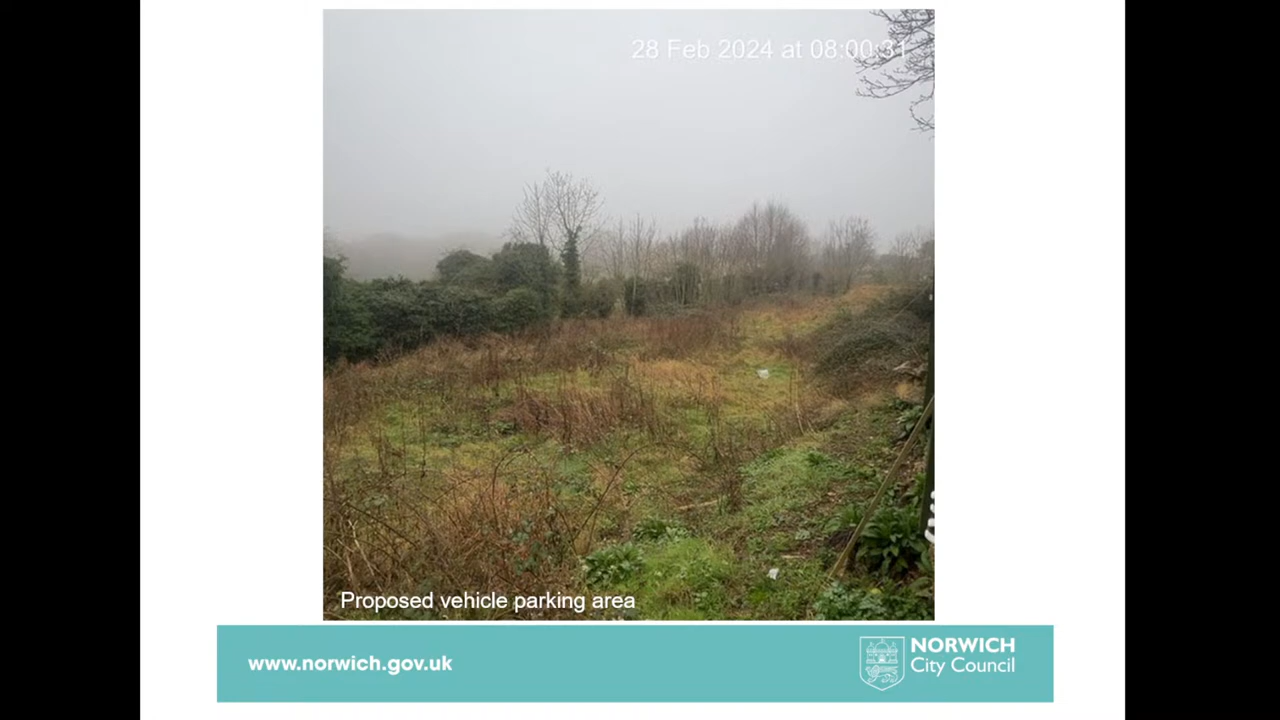 28 Feb 2024 at 08:00:31
Proposed vehicle parking area
www.norwich.gov.uk
NORWICH
City Council